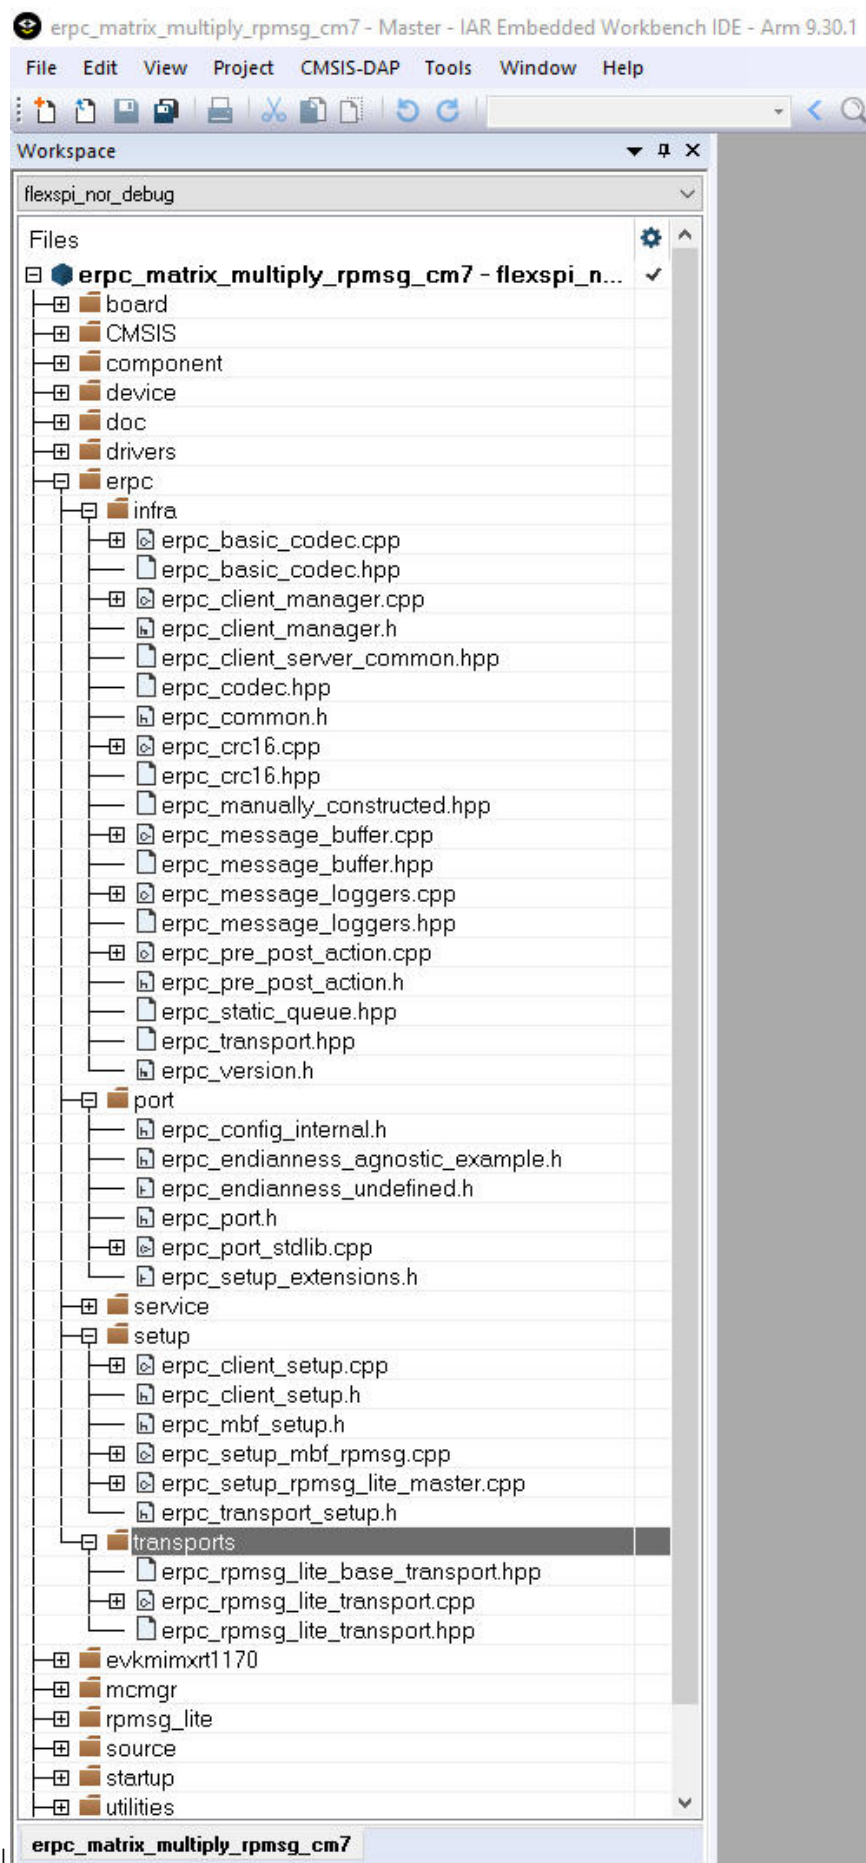 erpc_matrix_multiply_rpmsg_cm7 - Master - IAR Embedded Workbench IDE - Arm 9.30.1
File Edit View Project CMSIS-DAP Tools Window Help
Workspace
flexspi_nor_debug
Files
erpc_matrix_multiply_rpmsg_cm7 - flexspi_n...
board
CMSIS
component
device
doc
drivers
erpc
infra
erpc_basic_codec.cpp
erpc_basic_codec.hpp
erpc_client_manager.cpp
erpc_client_manager.h
erpc_client_server_common.hpp
erpc_codec.hpp
erpc_common.h
erpc_crc16.cpp
erpc_crc16.hpp
erpc_manually_constructed.hpp
erpc_message_buffer.cpp
erpc_message_buffer.hpp
erpc_message_loggers.cpp
erpc_message_loggers.hpp
erpc_pre_post_action.cpp
erpc_pre_post_action.h
erpc_static_queue.hpp
erpc_transport.hpp
erpc_version.h
port
erpc_config_internal.h
erpc_endianness_agnostic_example.h
erpc_endianness_undefined.h
erpc_port.h
erpc_port_stdlib.cpp
erpc_setup_extensions.h
service
setup
erpc_client_setup.cpp
erpc_client_setup.h
erpc_mbf_setup.h
erpc_setup_mbf_rpmsg.cpp
erpc_setup_rpmsg_lite_master.cpp
erpc_transport_setup.h
transports
erpc_rpmsg_lite_base_transport.hpp
erpc_rpmsg_lite_transport.cpp
erpc_rpmsg_lite_transport.hpp
evkmimxrt1170
mcmgr
rpmsg_lite
source
startup
utilities
erpc_matrix_multiply_rpmsg_cm7